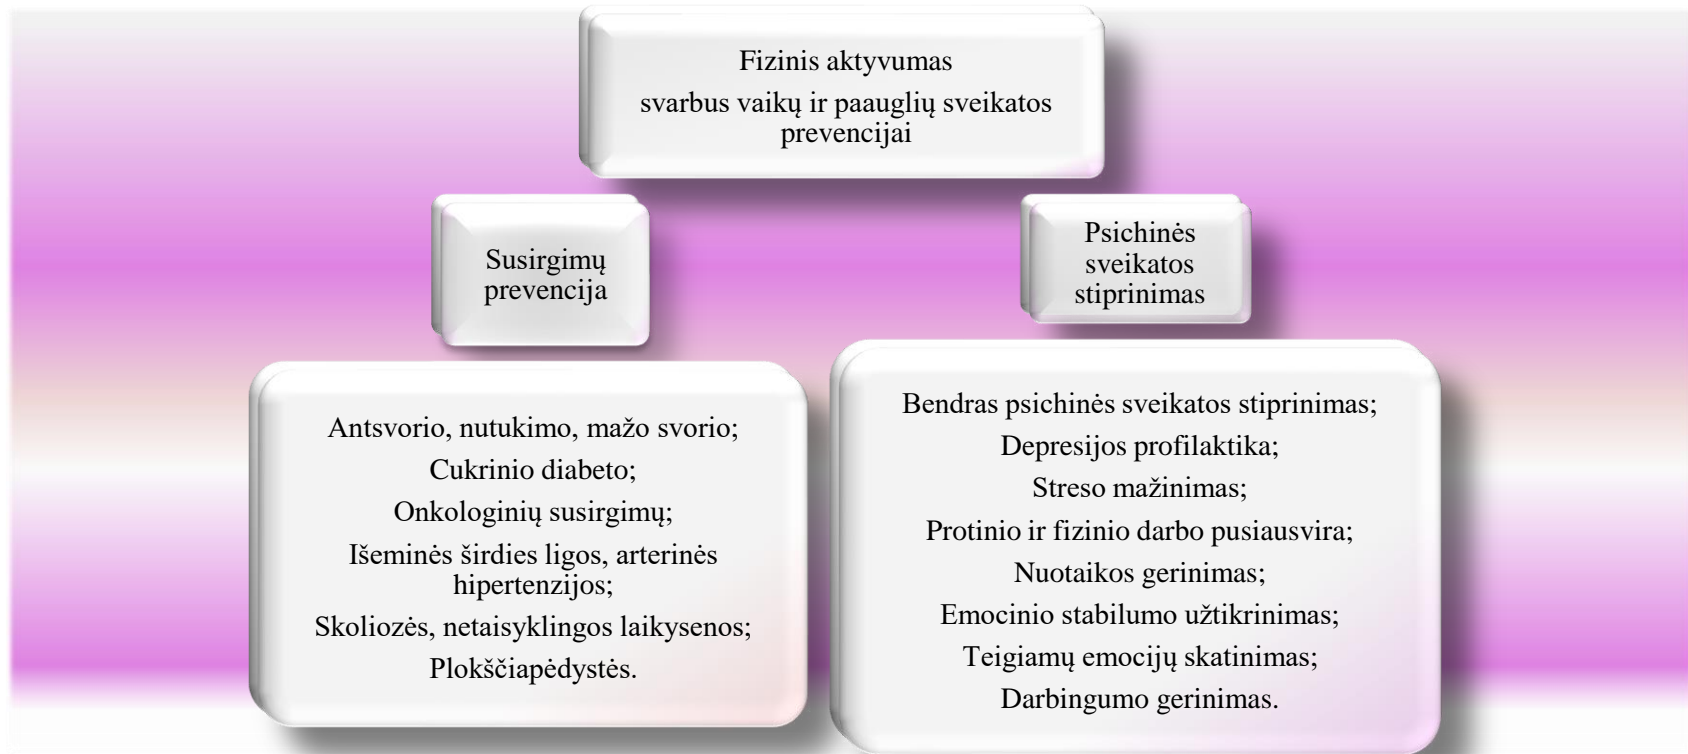 Fizinis aktyvumas
svarbus vaikų ir paauglių sveikatos
prevencijai
Susirgimų
prevencija
Psichinės
sveikatos
stiprinimas
Antsvorio, nutukimo, mažo svorio;
Cukrinio diabeto;
Onkologinių susirgimų;
Išeminės širdies ligos, arterinės
hipertenzijos;
Skoliozės, netaisyklingos laikysenos;
Plokščiapėdystės.
Bendras psichinės sveikatos stiprinimas;
Depresijos profilaktika;
Streso mažinimas;
Protinio ir fizinio darbo pusiausvira;
Nuotaikos gerinimas;
Emocinio stabilumo užtikrinimas;
Teigiamų emocijų skatinimas;
Darbingumo gerinimas.